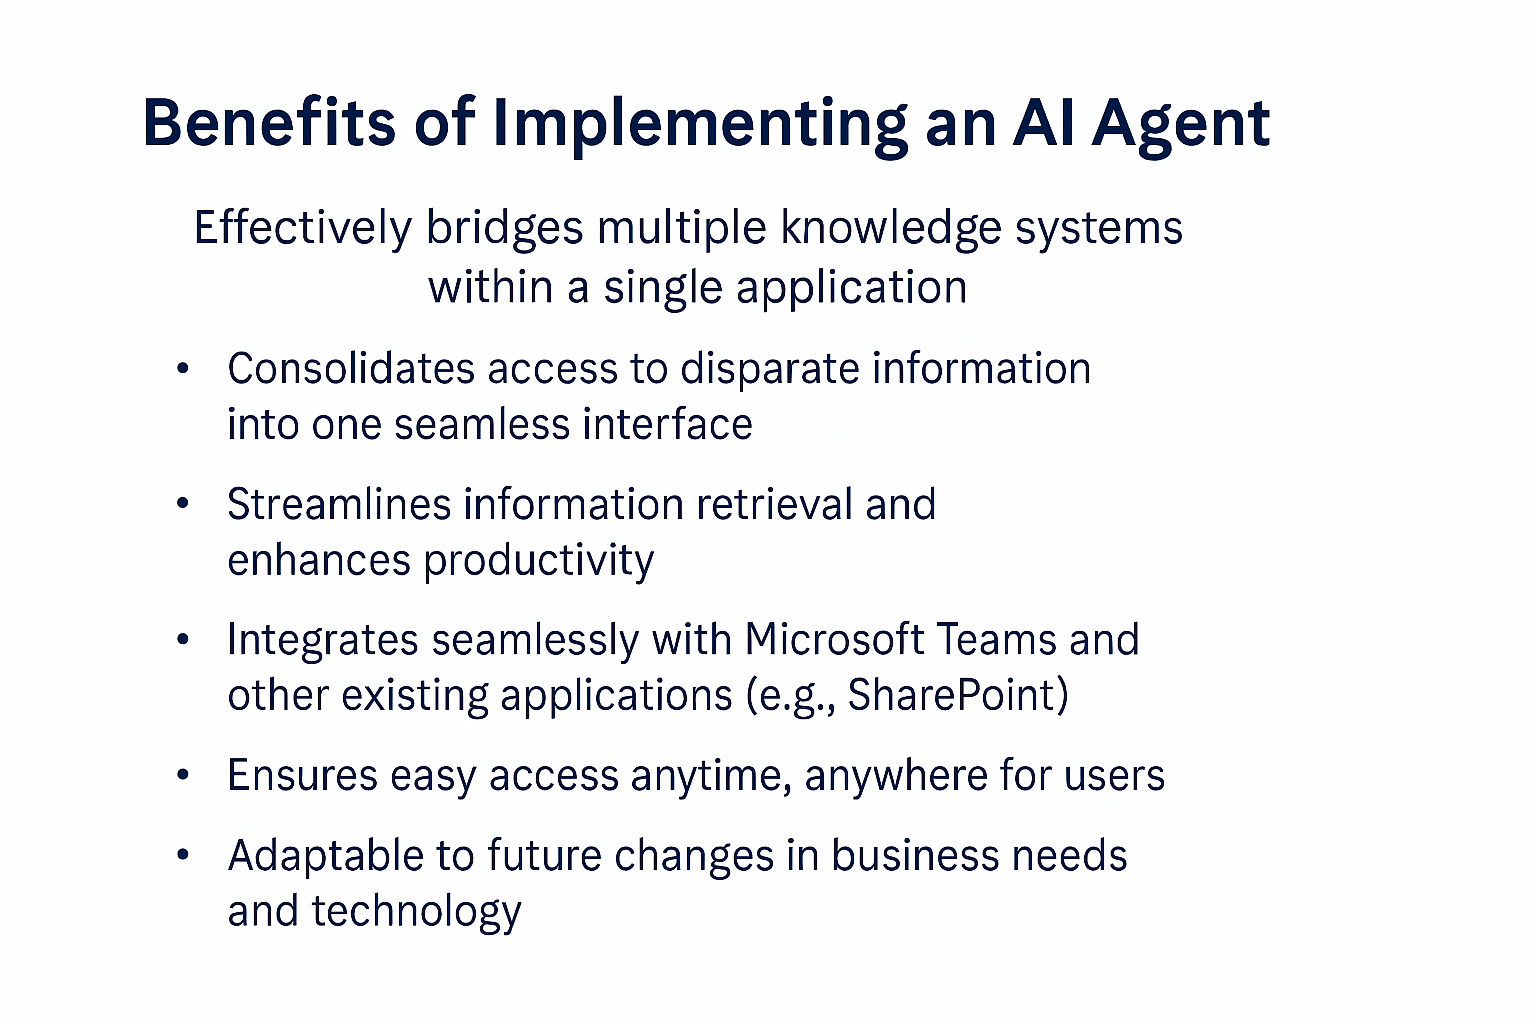 Benefits of Implementing an AI Agent
Effectively bridges multiple knowledge systems
within a single application
• Consolidates access to disparate information
into one seamless interface
• Streamlines information retrieval and
enhances productivity
• Integrates seamlessly with Microsoft Teams and
other existing applications (e.g., SharePoint)
• Ensures easy access anytime, anywhere for users
• Adaptable to future changes in business needs
and technology